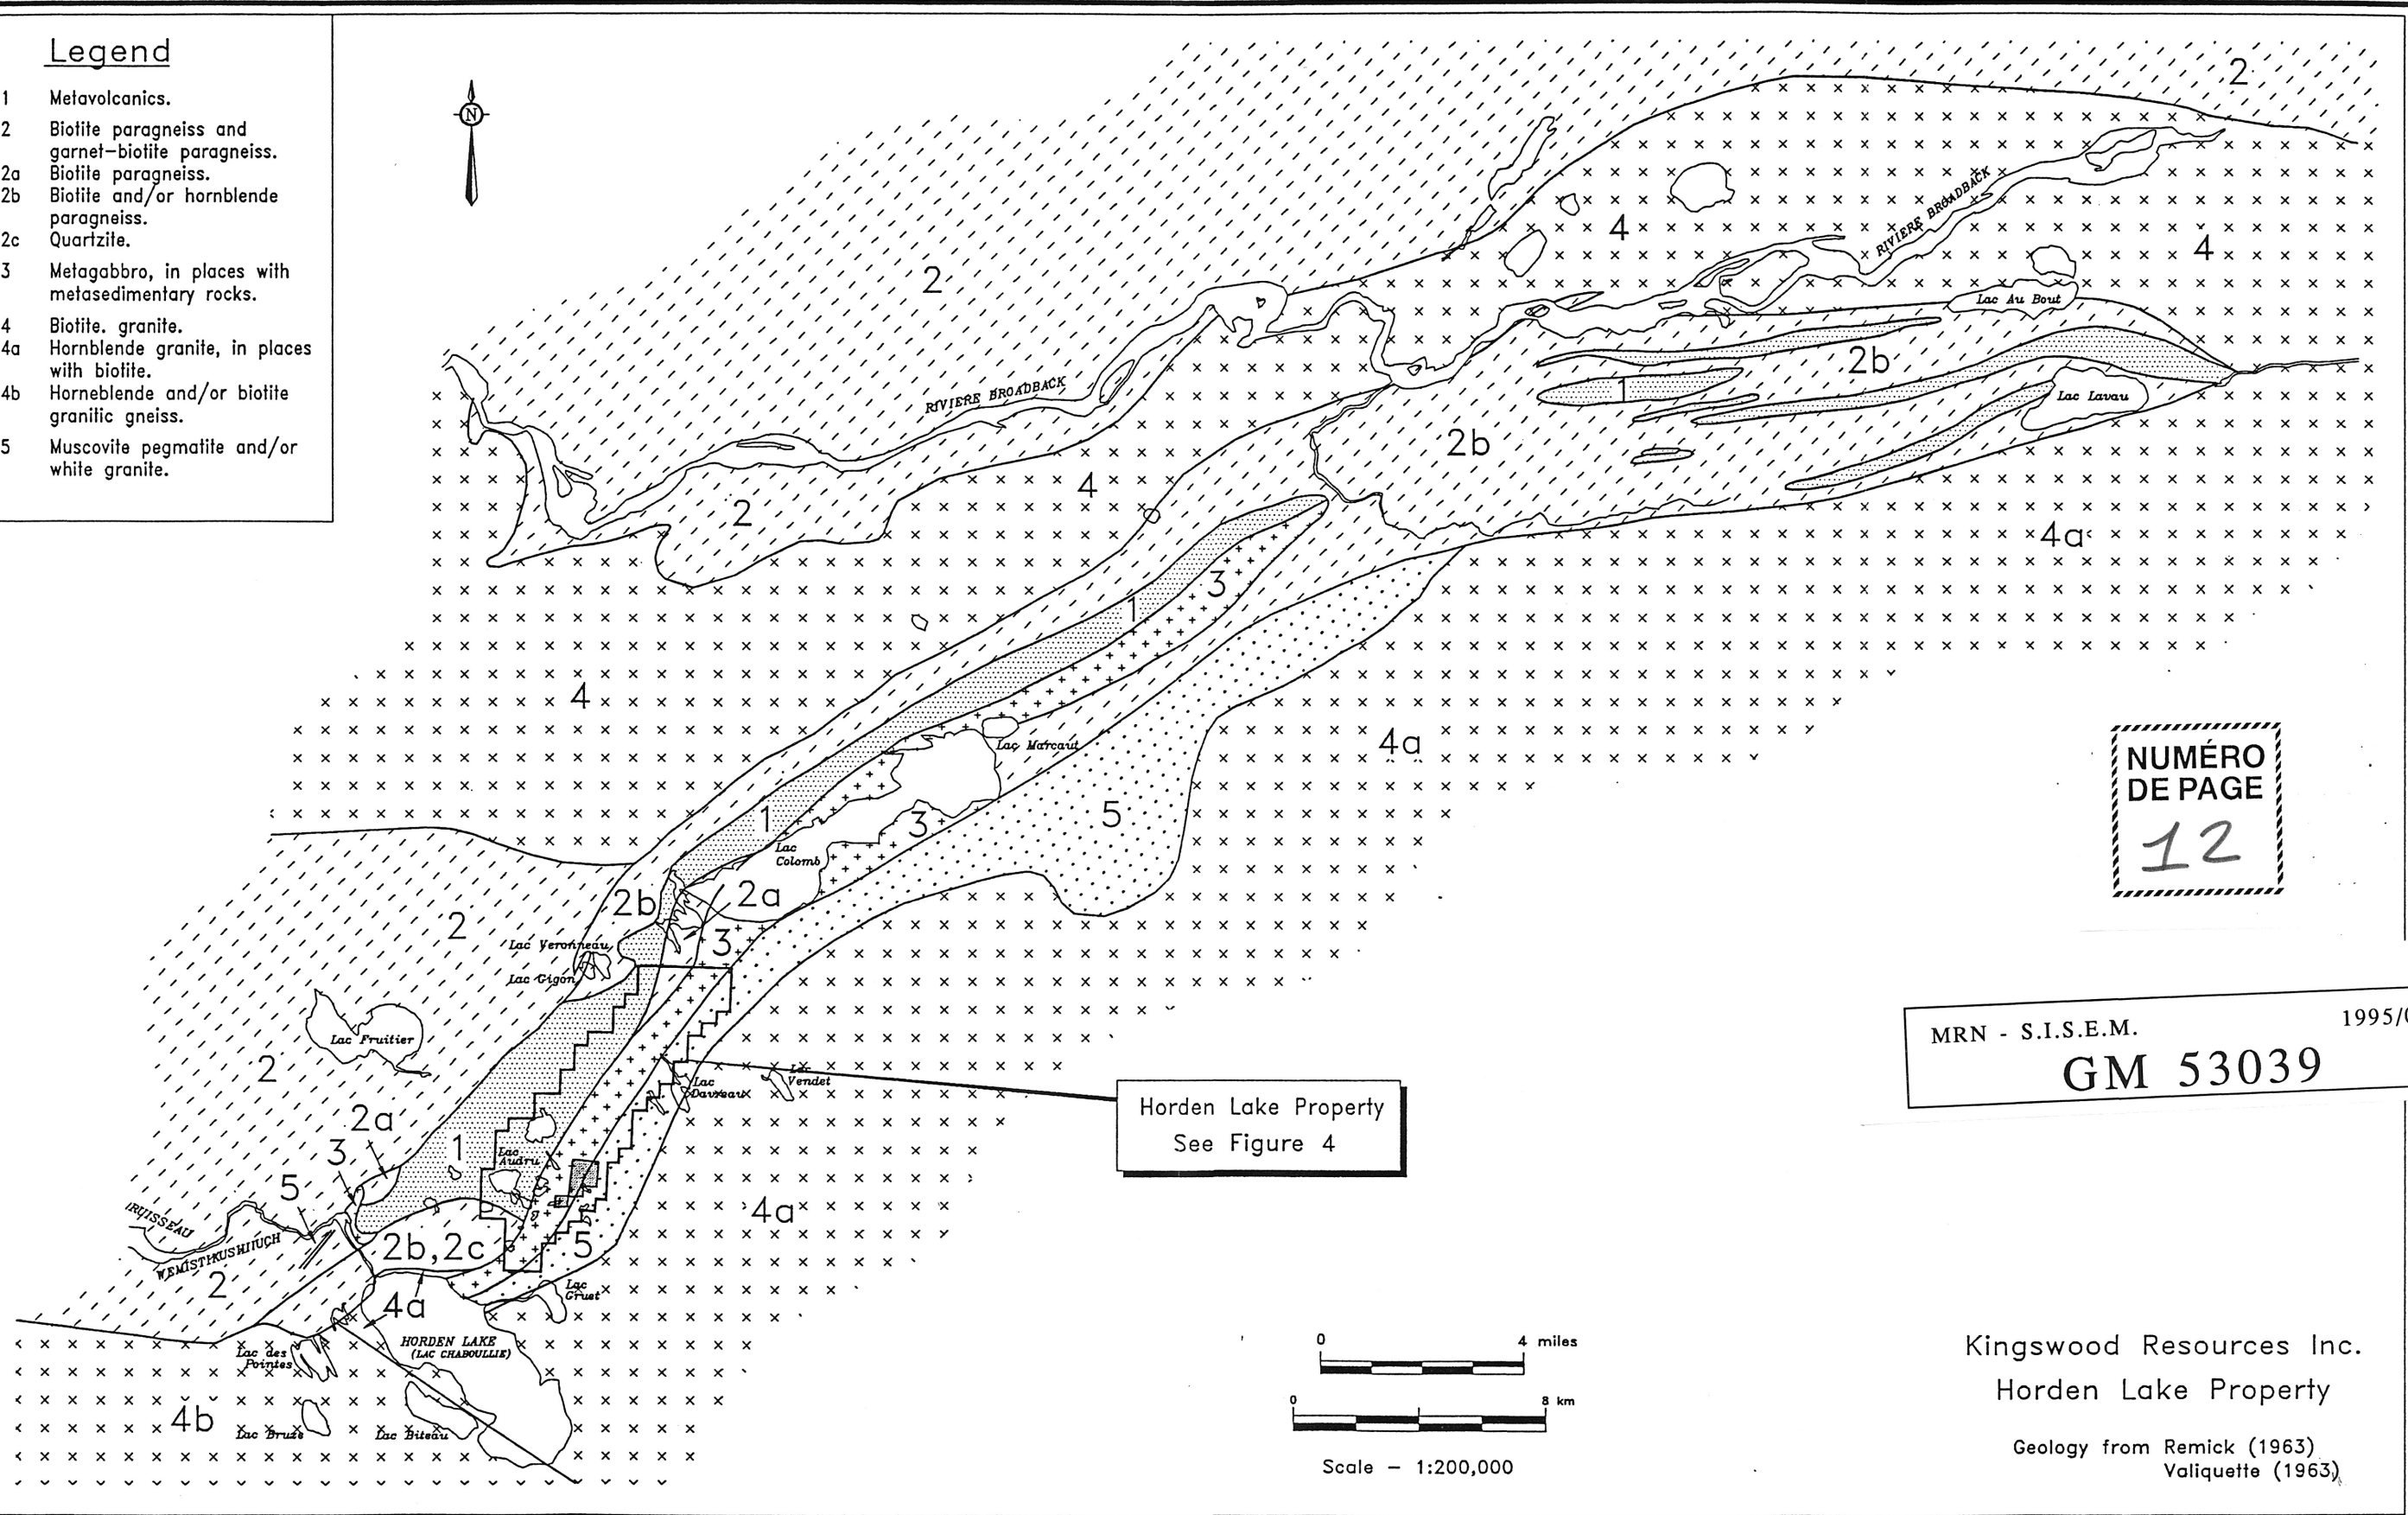 Legend
1 Metavolcanics.
2 Biotite paragneiss and
garnet-biotite paragneiss.
2a Biotite paragneiss.
2b Biotite and/or hornblende
paragneiss.
2c Quartzite.
3 Metagabbro, in places with
metasedimentary rocks.
4 Biotite. granite.
4a Hornblende granite, in places
with biotite.
4b Horneblende and/or biotite
granitic gneiss.
5 Muscovite pegmatite and/or
white granite.
N
2
2
4
4
RIVIERE BROADBACK
Lac Au Bout
2b
1
Lac Lavau
RIVIERE BROADBACK
2b
4
2
4a
3
1
4
Lac Marcaut
4a
5
1
3
Lac
Colomb
2b
2a
2
3
Lac Veronneau
Lac Gigon
Lac Fruitier
2
Lac
Vendet
Lac
Davreau
2a
3
1
Lac
Audru
5
4a
RUISSEAU
WEMISTIKUSHITUCH
2b,2c
5
2
Lac
Gruet
4a
HORDEN LAKE
(LAC CHABOULLIE)
Lac des
Pointes
4b
Lac Bruze
Lac Biteau
Horden Lake Property
See Figure 4
NUMÉRO
DE PAGE
12
MRN - S.I.S.E.M. 1995/0
GM 53039
0 4 miles
0 8 km
Scale - 1:200,000
Kingswood Resources Inc.
Horden Lake Property
Geology from Remick (1963)
Valiquette (1963)